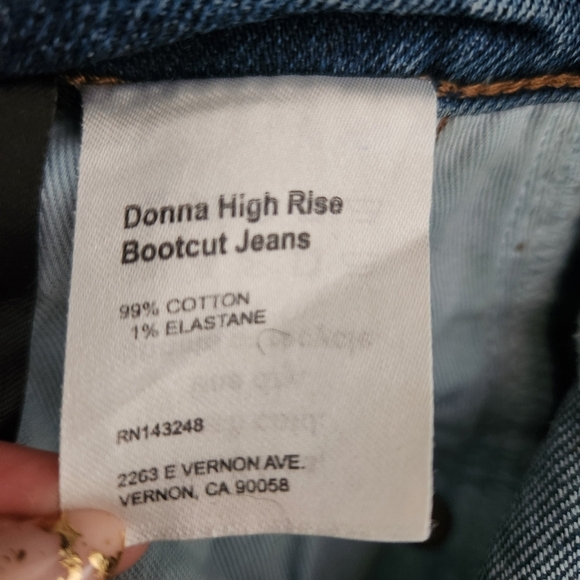 Donna High Rise
Bootcut Jeans
99% COTTON
1% ELASTANE
RN143248
2263 E VERNON AVE.
VERNON, CA 90058